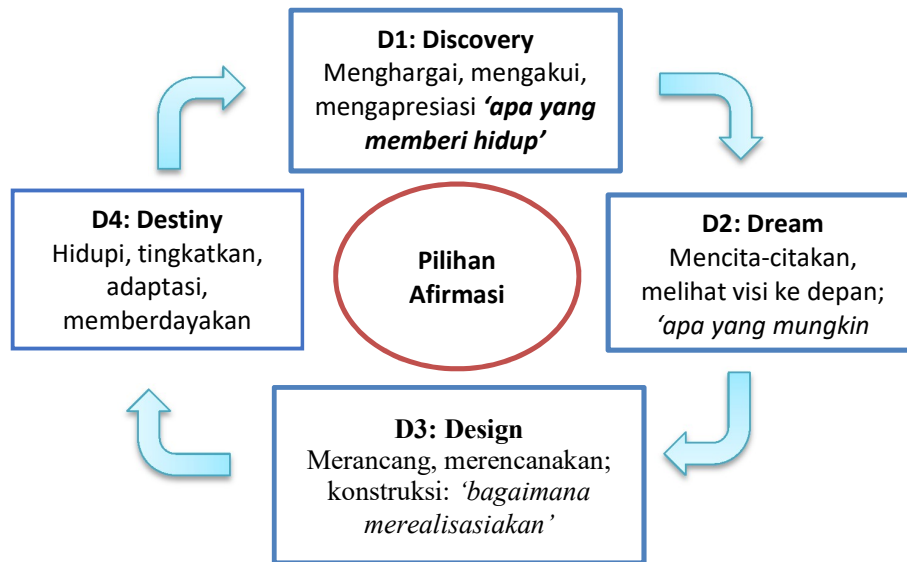 D1: Discovery
Menghargai, mengakui,
mengapresiasi ‘apa yang
memberi hidup’
D4: Destiny
Hidupi, tingkatkan,
adaptasi,
memberdayakan
Pilihan
Afirmasi
D2: Dream
Mencita-citakan,
melihat visi ke depan;
‘apa yang mungkin
D3: Design
Merancang, merencanakan;
konstruksi: ‘bagaimana
merealisasiakan’